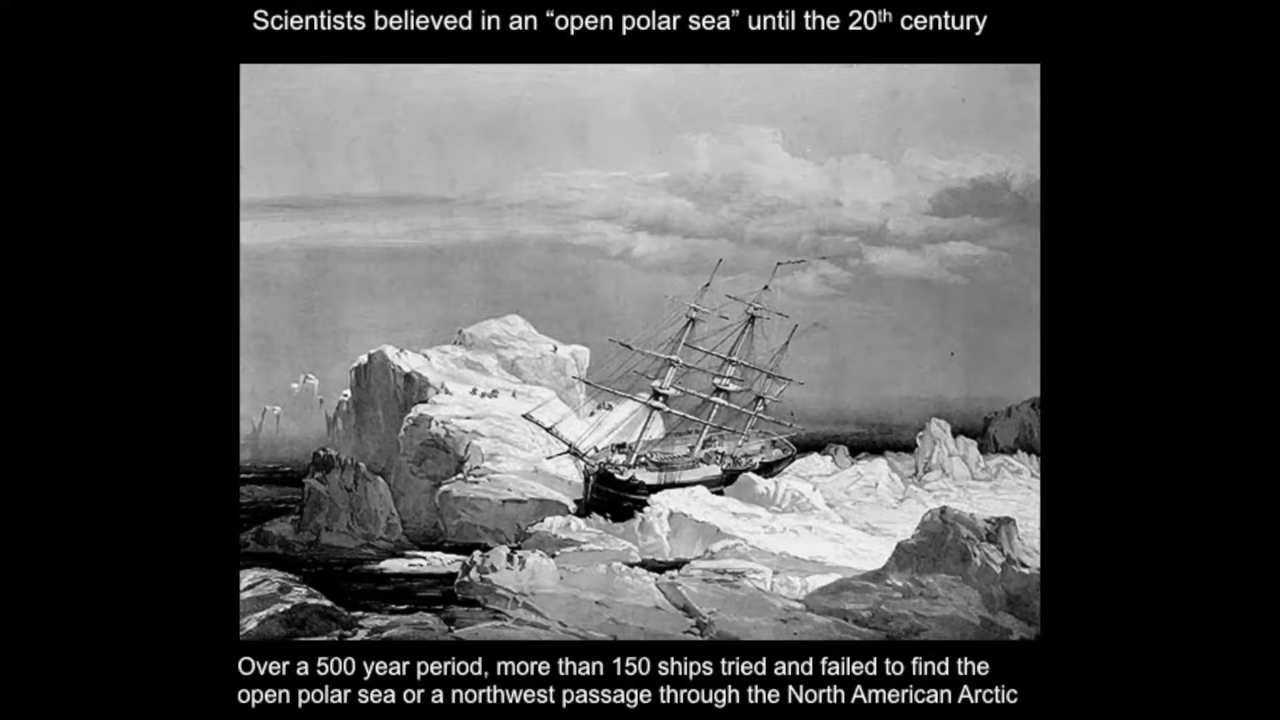 Scientists believed in an “open polar sea” until the 20th century
Over a 500 year period, more than 150 ships tried and failed to find the
open polar sea or a northwest passage through the North American Arctic